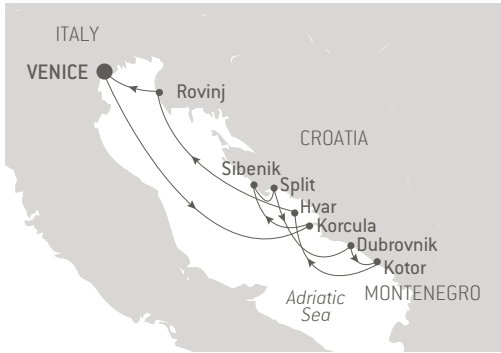 ITALY
VENICE
Rovinj
CROATIA
Sibenik
Split
Hvar
Korcula
Dubrovnik
Kotor
MONTENEGRO
Adriatic
Sea